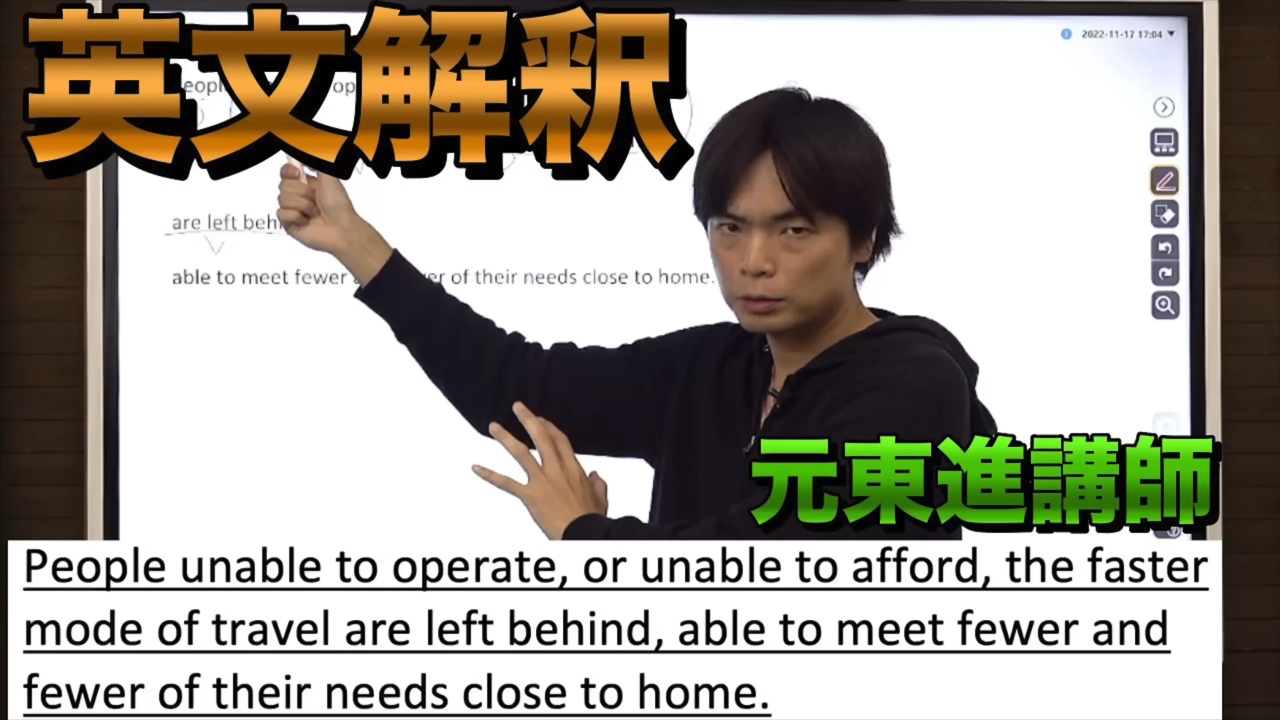 英文解釈
2022-11-17 17:04
are left behi
able to meet fewer er of their needs close to home.
元東進講師
People unable to operate, or unable to afford, the faster
mode of travel are left behind, able to meet fewer and
fewer of their needs close to home.